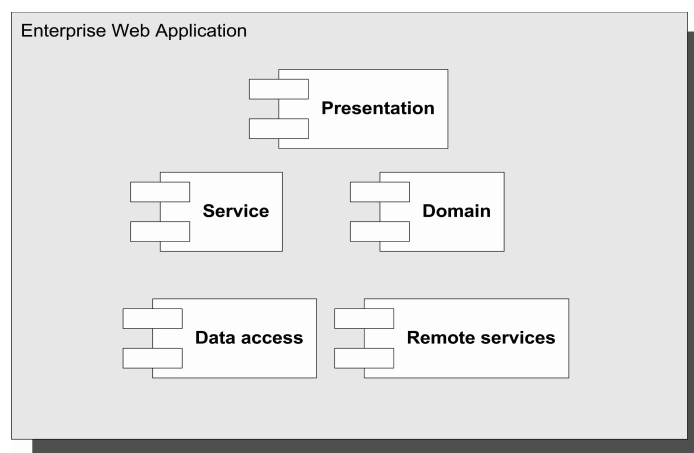 Enterprise Web Application
Presentation
Service
Domain
Data access
Remote services